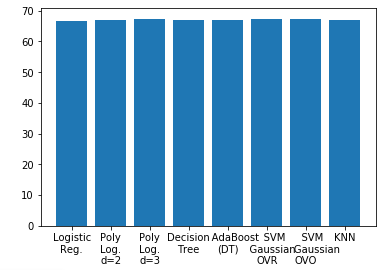 70
60
50
40
30
20
10
0
Logistic Reg.
Poly Log. d=2
Poly Log. d=3
Decision Tree
AdaBoost (DT)
SVM Gaussian OVR
SVM Gaussian OVO
KNN